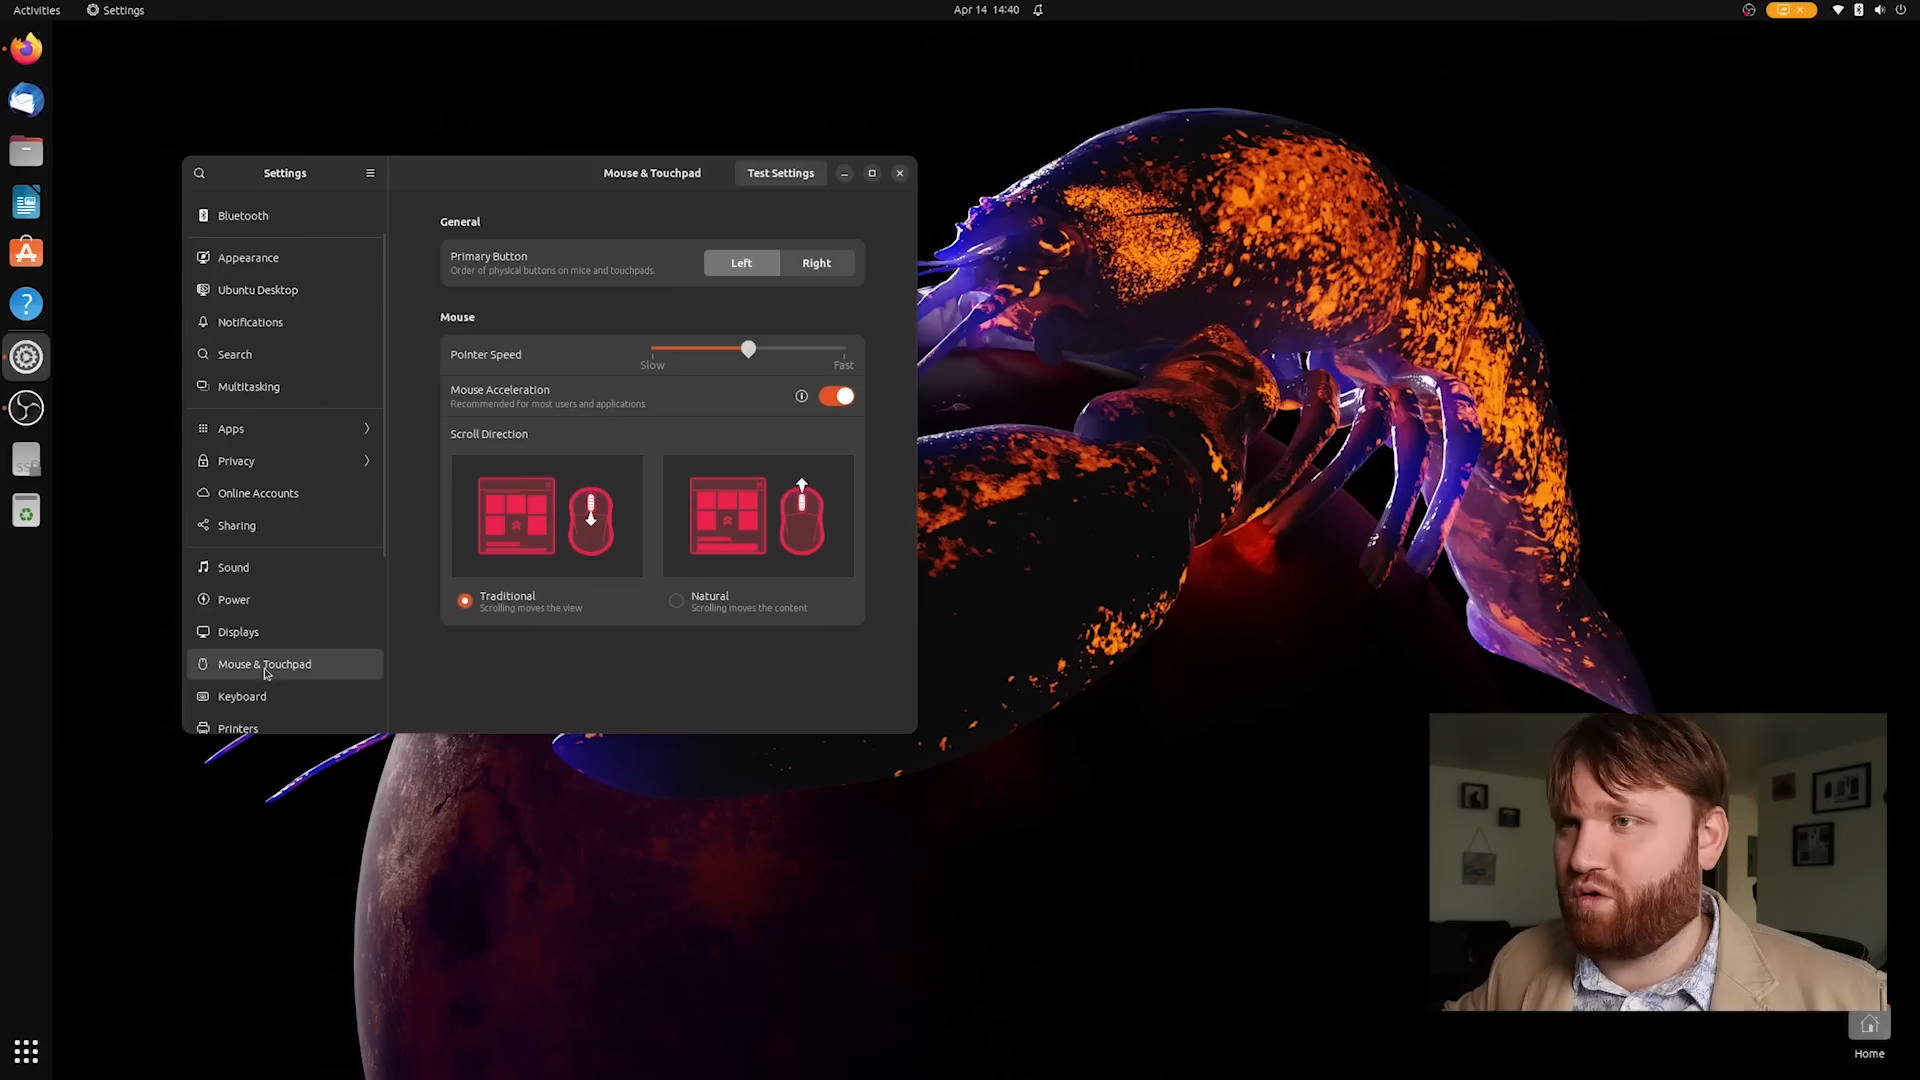 Activities
Settings
Apr 14 14:40
Settings
Mouse & Touchpad
Test Settings
Bluetooth
Appearance
Ubuntu Desktop
Notifications
Search
Multitasking
Apps
Privacy
Online Accounts
Sharing
Sound
Power
Displays
Mouse & Touchpad
Keyboard
Printers
General
Primary Button
Order of physical buttons on mice and touchpads.
Left
Right
Mouse
Pointer Speed
Slow
Fast
Mouse Acceleration
Recommended for most users and applications
Scroll Direction
Traditional
Scrolling moves the view
Natural
Scrolling moves the content
Home